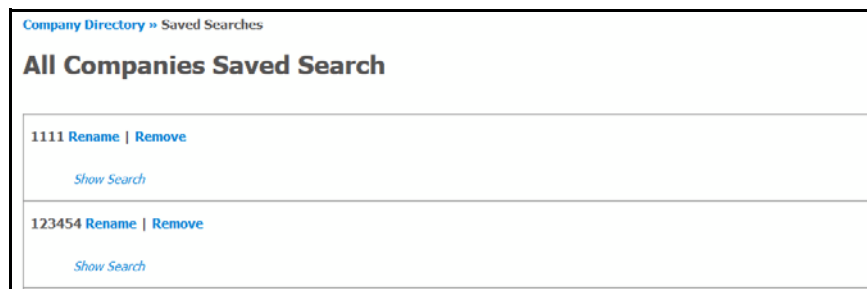 Company Directory » Saved Searches
All Companies Saved Search
1111 Rename | Remove
Show Search
123454 Rename | Remove
Show Search